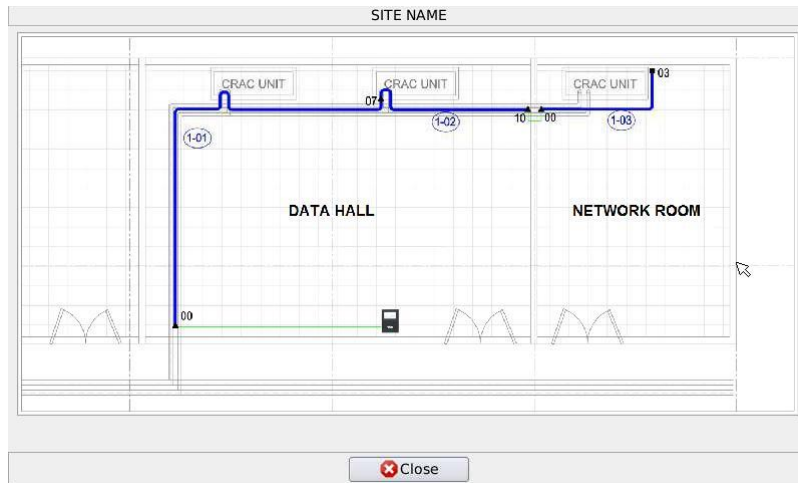 SITE NAME
CRAC UNIT
CRAC UNIT
CRAC UNIT
03
07
10
00
1-01
1-02
1-03
DATA HALL
NETWORK ROOM
00
Close